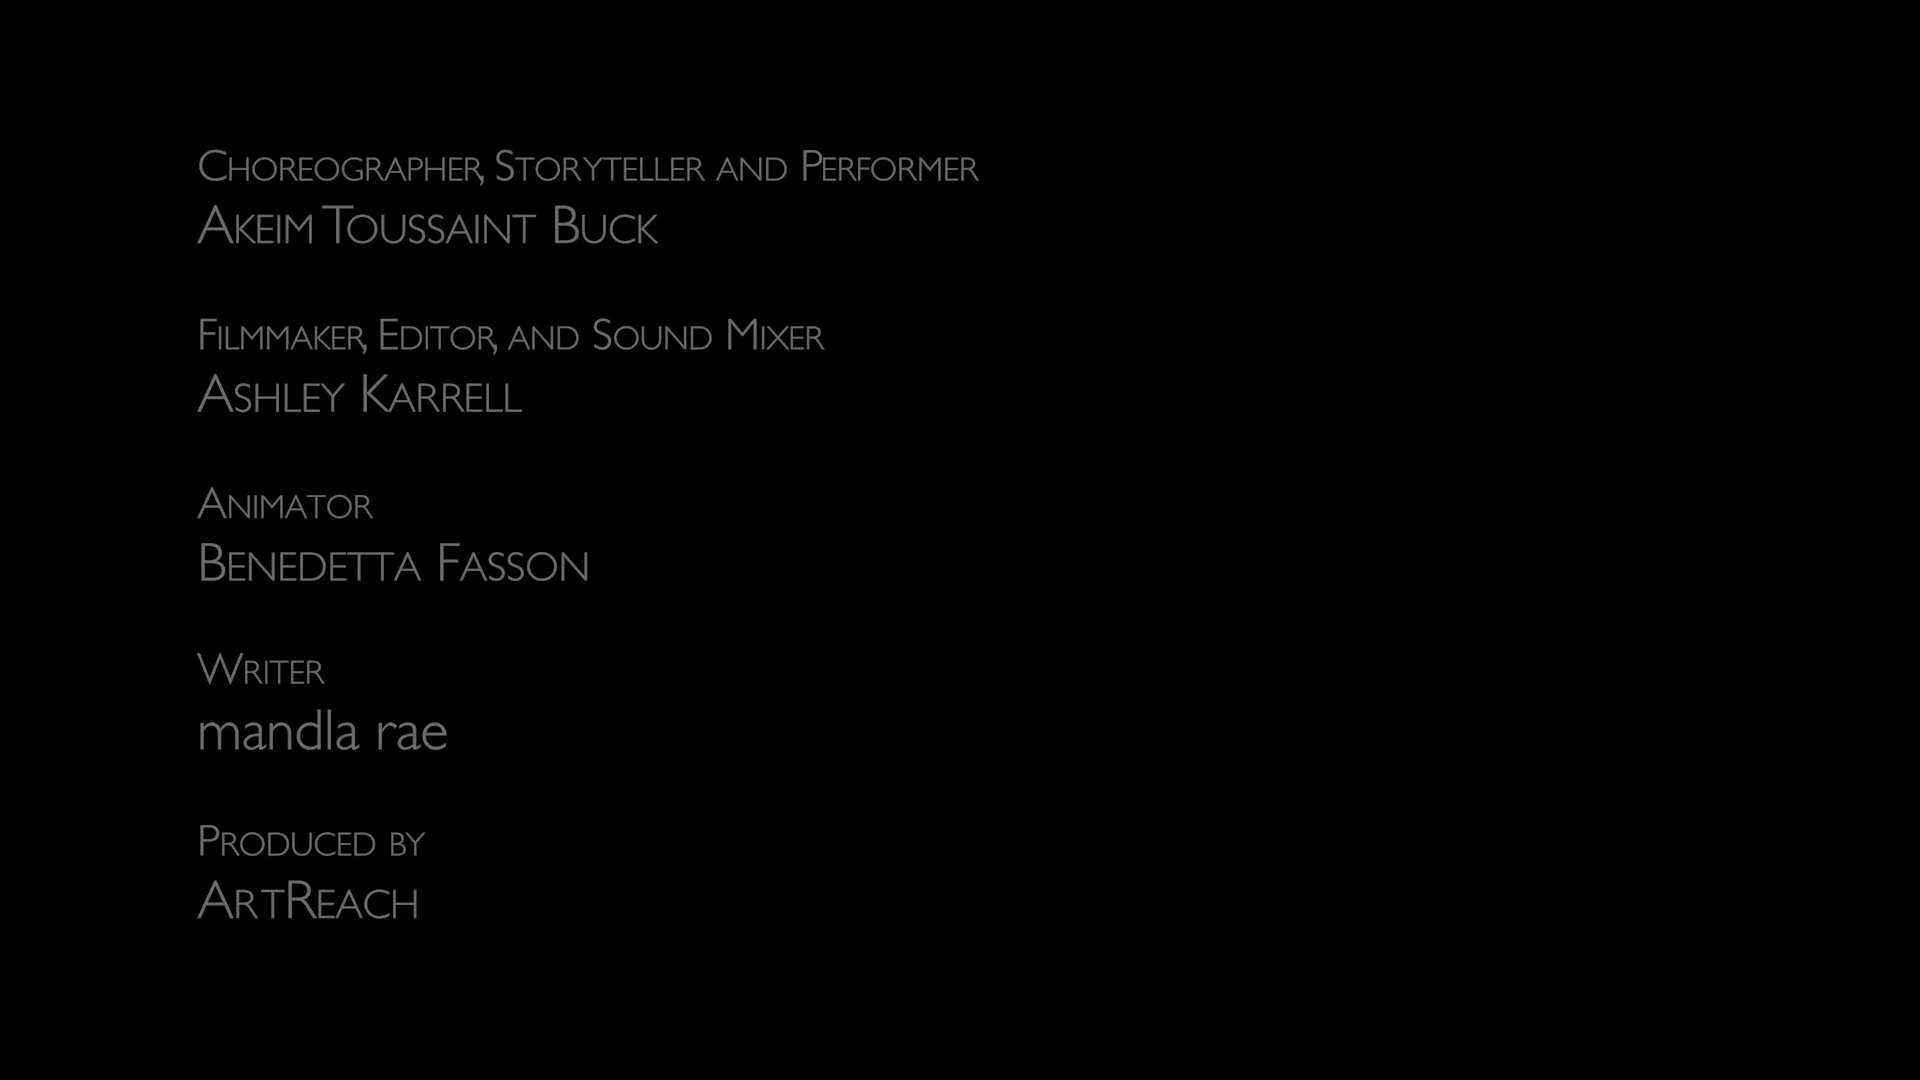 Choreographer, Storyteller and Performer
Akeim Toussaint Buck
Filmmaker, Editor, and Sound Mixer
Ashley Karrell
Animator
Benedetta Fasson
Writer
mandla rae
Produced by
ArtReach